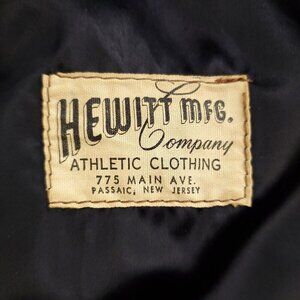 HEWITT MFG.
Company
ATHLETIC CLOTHING
775 MAIN AVE.
PASSAIC, NEW JERSEY